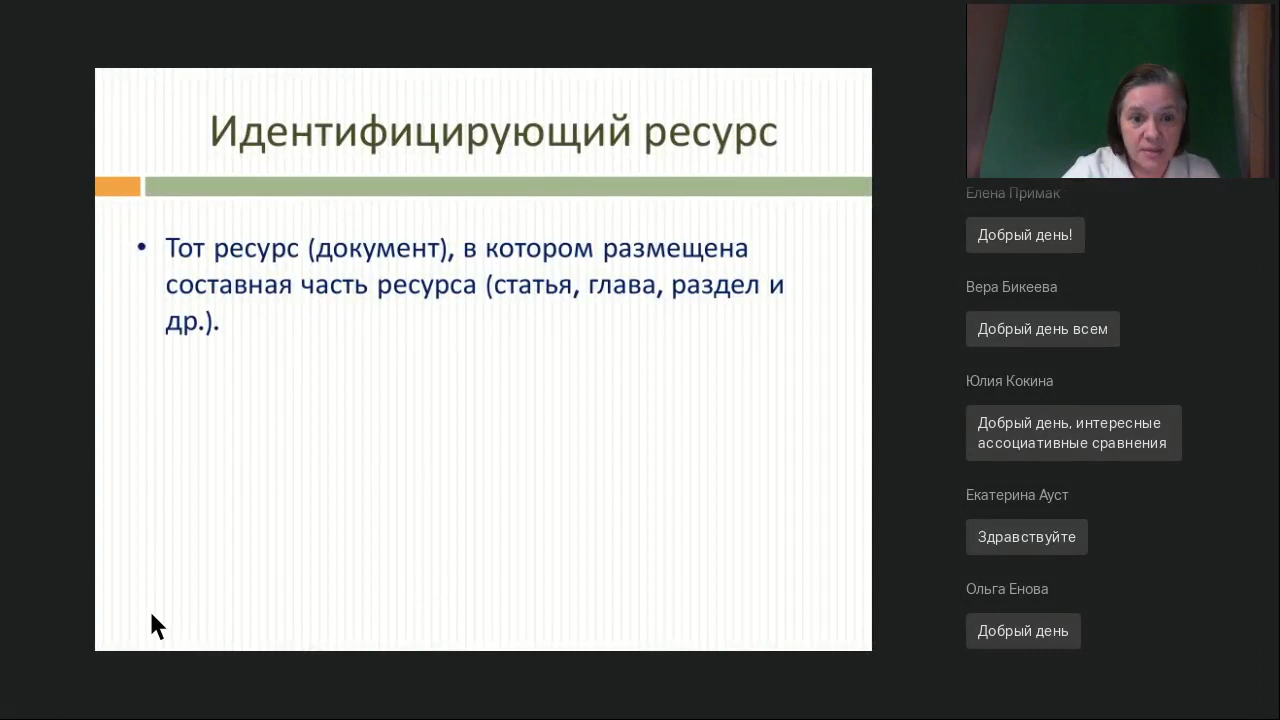 Идентифицирующий ресурс
• Тот ресурс (документ), в котором размещена
составная часть ресурса (статья, глава, раздел и
др.).
Елена Примак
Добрый день!
Вера Бикеева
Добрый день всем
Юлия Кокина
Добрый день, интересные
ассоциативные сравнения
Екатерина Ауст
Здравствуйте
Ольга Енова
Добрый день